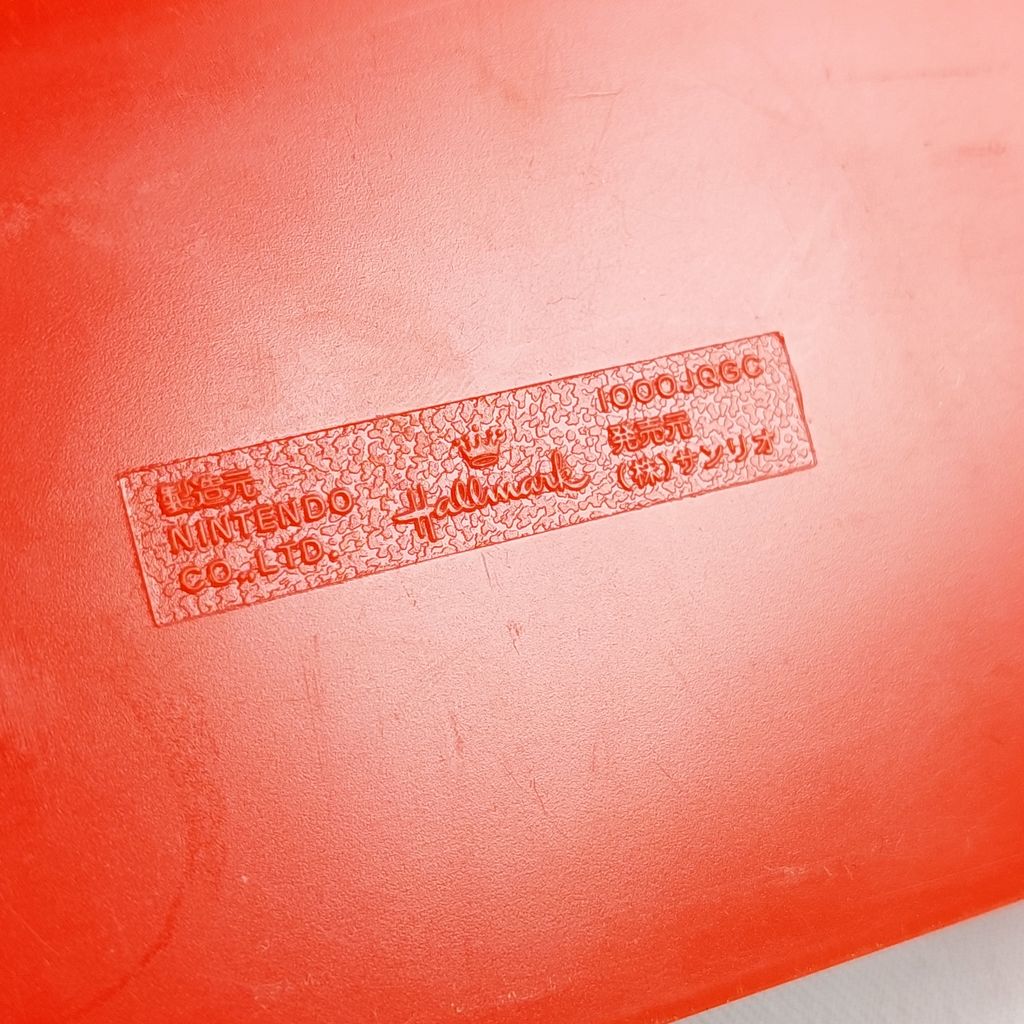 製造元
NINTENDO
CO.,LTD.
Hallmark
1000JQGC
発売元
(株)サンリオ